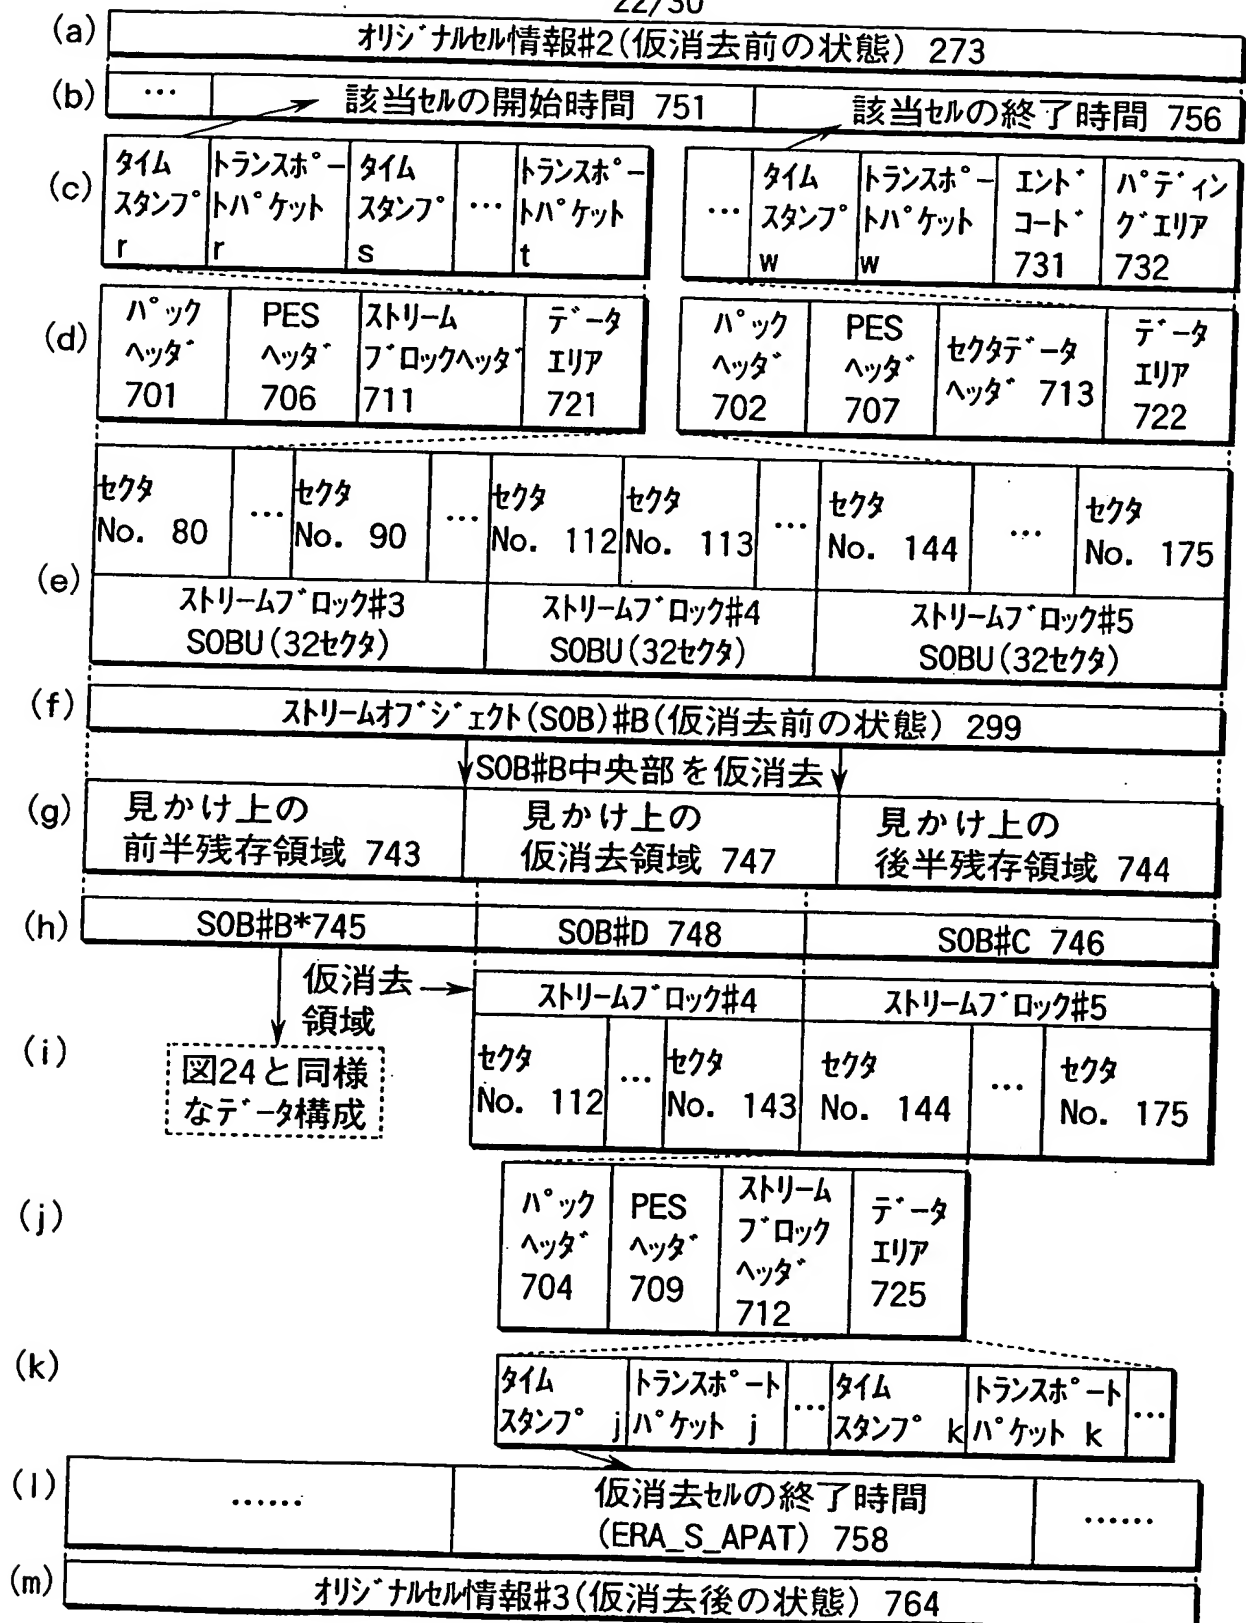 22/30
(a) オリジナルセル情報#2(仮消去前の状態) 273
(b) … 該当セルの開始時間 751 該当セルの終了時間 756
(c) タイム トランスポー タイム … トランスポー … タイム トランスポー エンド パディン
スタンプ トパケット スタンプ トパケット スタンプ トパケット コード グエリア
r r s t w w 731 732
(d) パック PES ストリーム データ パック PES セクタデータ データ
ヘッダ ヘッダ ブロックヘッダ エリア ヘッダ ヘッダ ヘッダ 713 エリア
701 706 711 721 702 707 722
セクタ … セクタ … セクタ セクタ … セクタ … セクタ
No. 80 No. 90 No. 112 No. 113 No. 144 No. 175
(e) ストリームブロック#3 ストリームブロック#4 ストリームブロック#5
SOBU(32セクタ) SOBU(32セクタ) SOBU(32セクタ)
(f) ストリームオブジェクト(SOB)#B(仮消去前の状態) 299
SOB#B中央部を仮消去
(g) 見かけ上の 見かけ上の 見かけ上の
前半残存領域 743 仮消去領域 747 後半残存領域 744
(h) SOB#B*745 SOB#D 748 SOB#C 746
仮消去 ストリームブロック#4 ストリームブロック#5
領域
(i) 図24と同様 セクタ … セクタ セクタ … セクタ
なデータ構成 No. 112 No. 143 No. 144 No. 175
(j) パック PES ストリーム データ
ヘッダ ヘッダ ブロック エリア
704 709 ヘッダ 725
712
(k) タイム トランスポート … タイム トランスポート …
スタンプ j パケット j スタンプ k パケット k
(l) …… 仮消去セルの終了時間 ……
(ERA_S_APAT) 758
(m) オリジナルセル情報#3(仮消去後の状態) 764